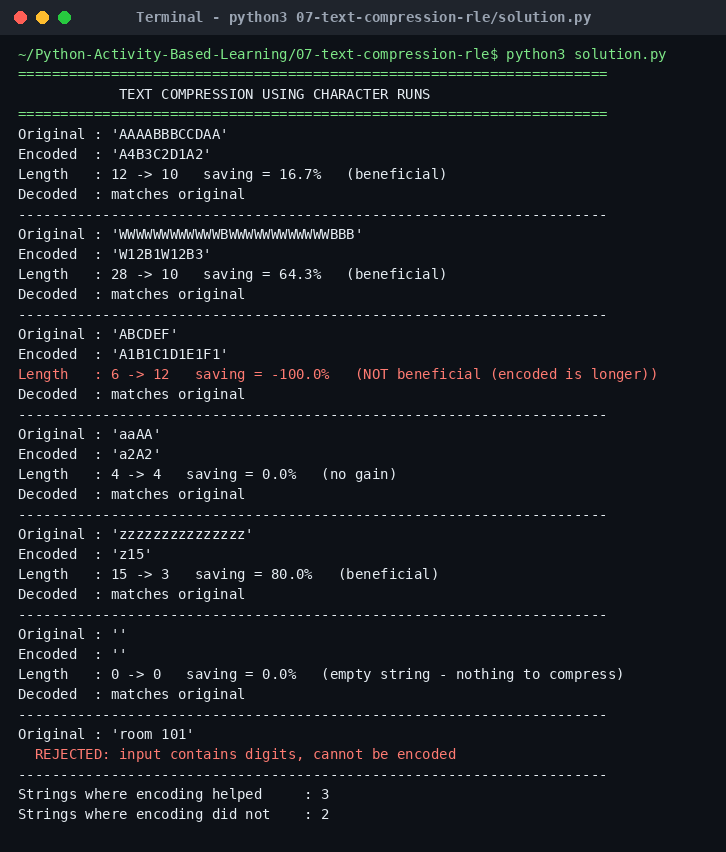 Terminal - python3 07-text-compression-rle/solution.py
~/Python-Activity-Based-Learning/07-text-compression-rle$ python3 solution.py
======================================================================
TEXT COMPRESSION USING CHARACTER RUNS
======================================================================
Original : 'AAAABBBCCDAA'
Encoded  : 'A4B3C2D1A2'
Length   : 12 -> 10   saving = 16.7%   (beneficial)
Decoded  : matches original
----------------------------------------------------------------------
Original : 'WWWWWWWWWWWWBWWWWWWWWWWWWBBB'
Encoded  : 'W12B1W12B3'
Length   : 28 -> 10   saving = 64.3%   (beneficial)
Decoded  : matches original
----------------------------------------------------------------------
Original : 'ABCDEF'
Encoded  : 'A1B1C1D1E1F1'
Length   : 6 -> 12   saving = -100.0%   (NOT beneficial (encoded is longer))
Decoded  : matches original
----------------------------------------------------------------------
Original : 'aaAA'
Encoded  : 'a2A2'
Length   : 4 -> 4   saving = 0.0%   (no gain)
Decoded  : matches original
----------------------------------------------------------------------
Original : 'zzzzzzzzzzzzzzz'
Encoded  : 'z15'
Length   : 15 -> 3   saving = 80.0%   (beneficial)
Decoded  : matches original
----------------------------------------------------------------------
Original : ''
Encoded  : ''
Length   : 0 -> 0   saving = 0.0%   (empty string - nothing to compress)
Decoded  : matches original
----------------------------------------------------------------------
Original : 'room 101'
  REJECTED: input contains digits, cannot be encoded
----------------------------------------------------------------------
Strings where encoding helped     : 3
Strings where encoding did not    : 2